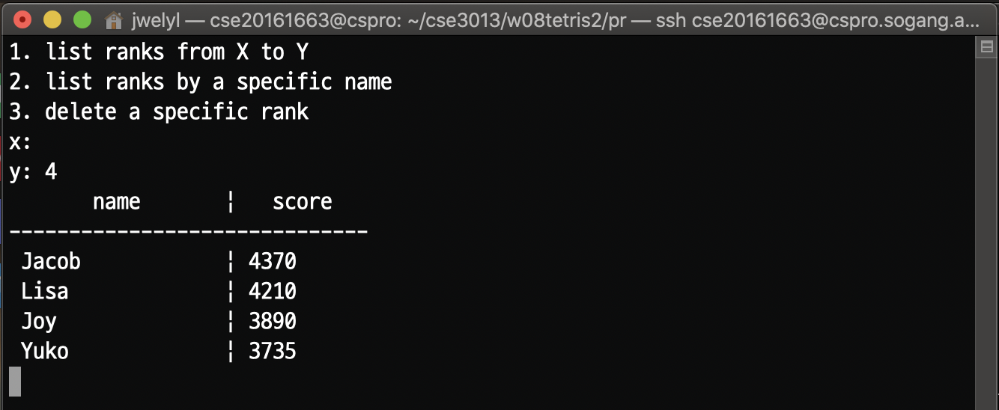 jwelyl — cse20161663@cspro: ~/cse3013/w08tetris2/pr — ssh cse20161663@cspro.sogang.a...
1. list ranks from X to Y
2. list ranks by a specific name
3. delete a specific rank
x:
y: 4
name | score
------------------------------
Jacob | 4370
Lisa | 4210
Joy | 3890
Yuko | 3735